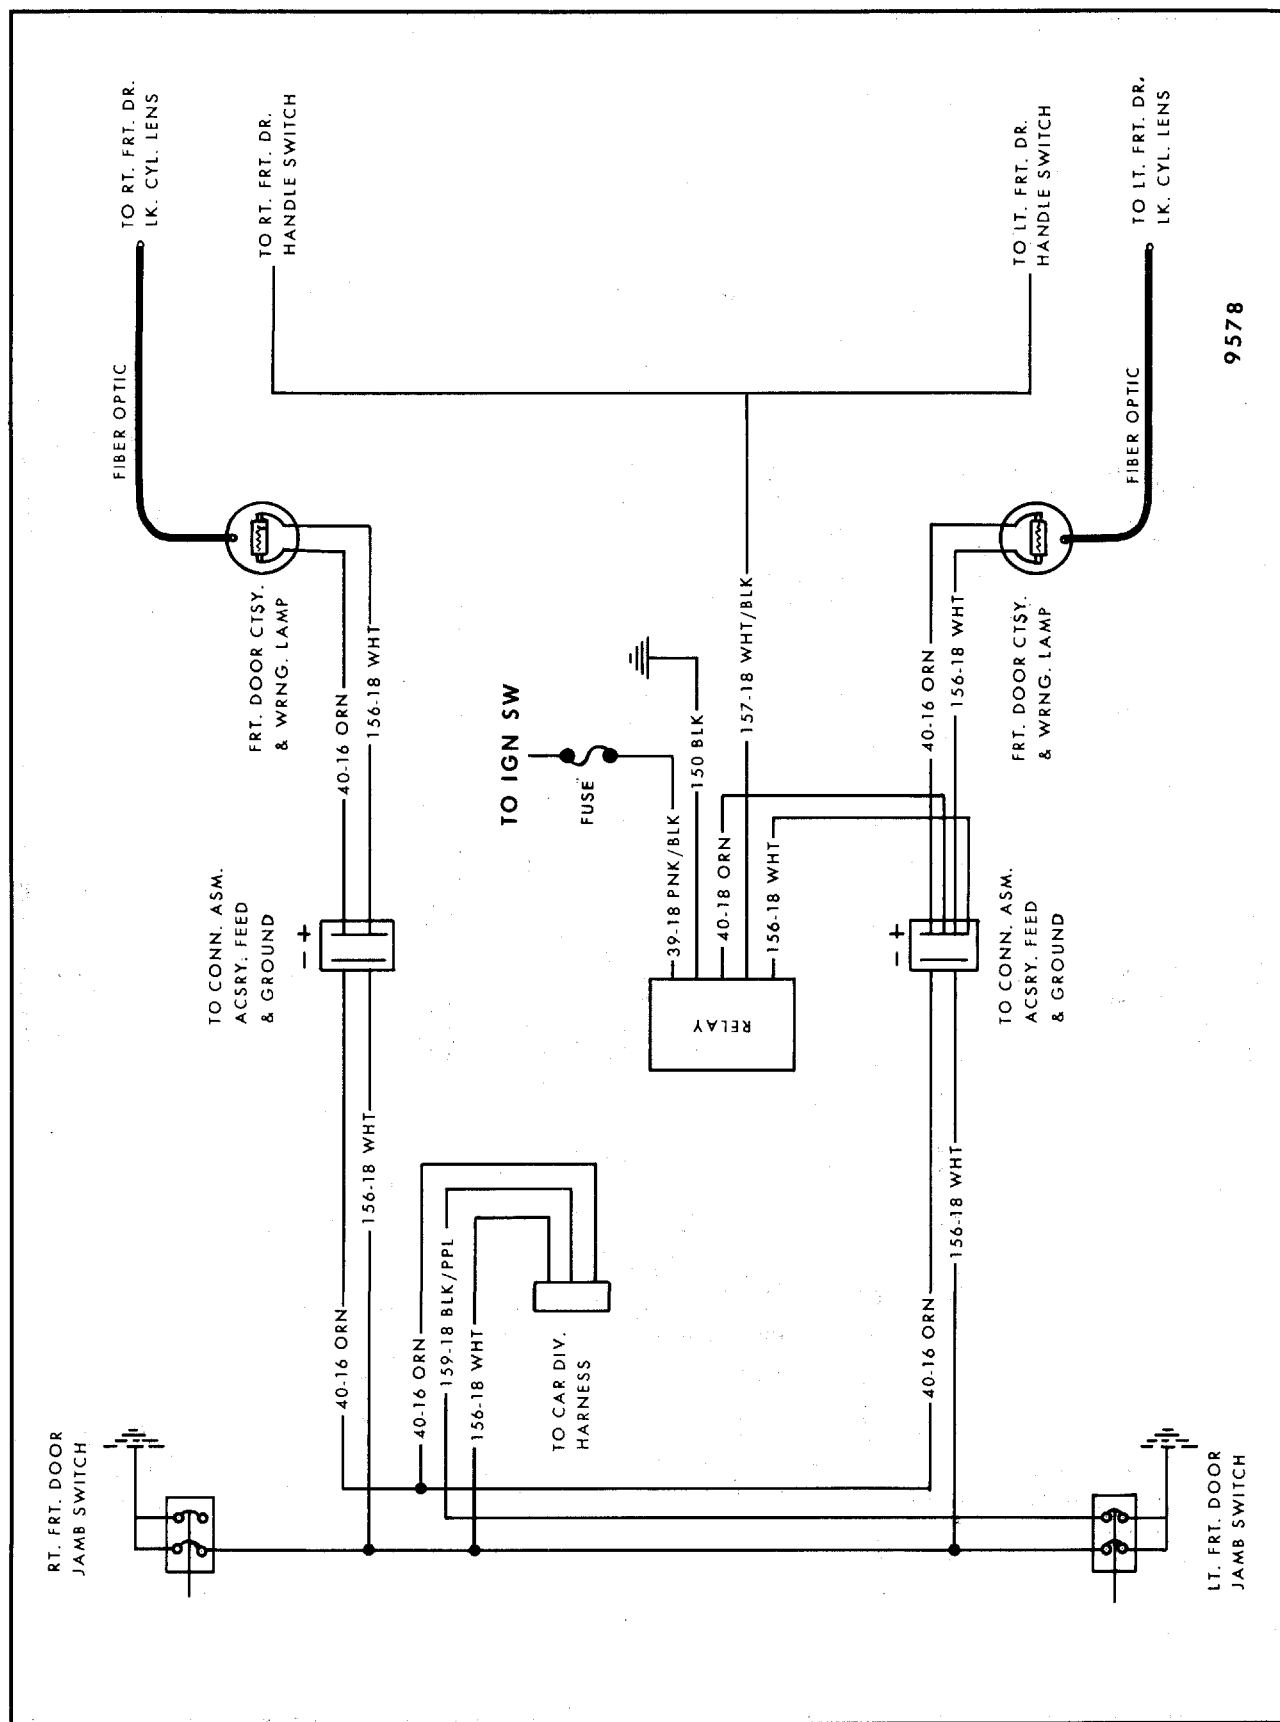 TO RT. FRT. DR.
LK. CYL. LENS
TO RT. FRT. DR.
HANDLE SWITCH
TO LT. FRT. DR.
HANDLE SWITCH
TO LT. FRT. DR.
LK. CYL. LENS
FIBER OPTIC
FIBER OPTIC
9578
FRT. DOOR CTSY.
& WRNG. LAMP
40-16 ORN
156-18 WHT
TO IGN SW
FUSE
39-18 PNK/BLK
150 BLK
40-18 ORN
157-18 WHT/BLK
156-18 WHT
40-16 ORN
156-18 WHT
FRT. DOOR CTSY.
& WRNG. LAMP
TO CONN. ASM.
ACSRY. FEED
& GROUND
- +
RELAY
- +
TO CONN. ASM.
ACSRY. FEED
& GROUND
40-16 ORN
156-18 WHT
40-16 ORN
159-18 BLK/PPL
156-18 WHT
TO CAR DIV.
HARNESS
40-16 ORN
156-18 WHT
RT. FRT. DOOR
JAMB SWITCH
LT. FRT. DOOR
JAMB SWITCH